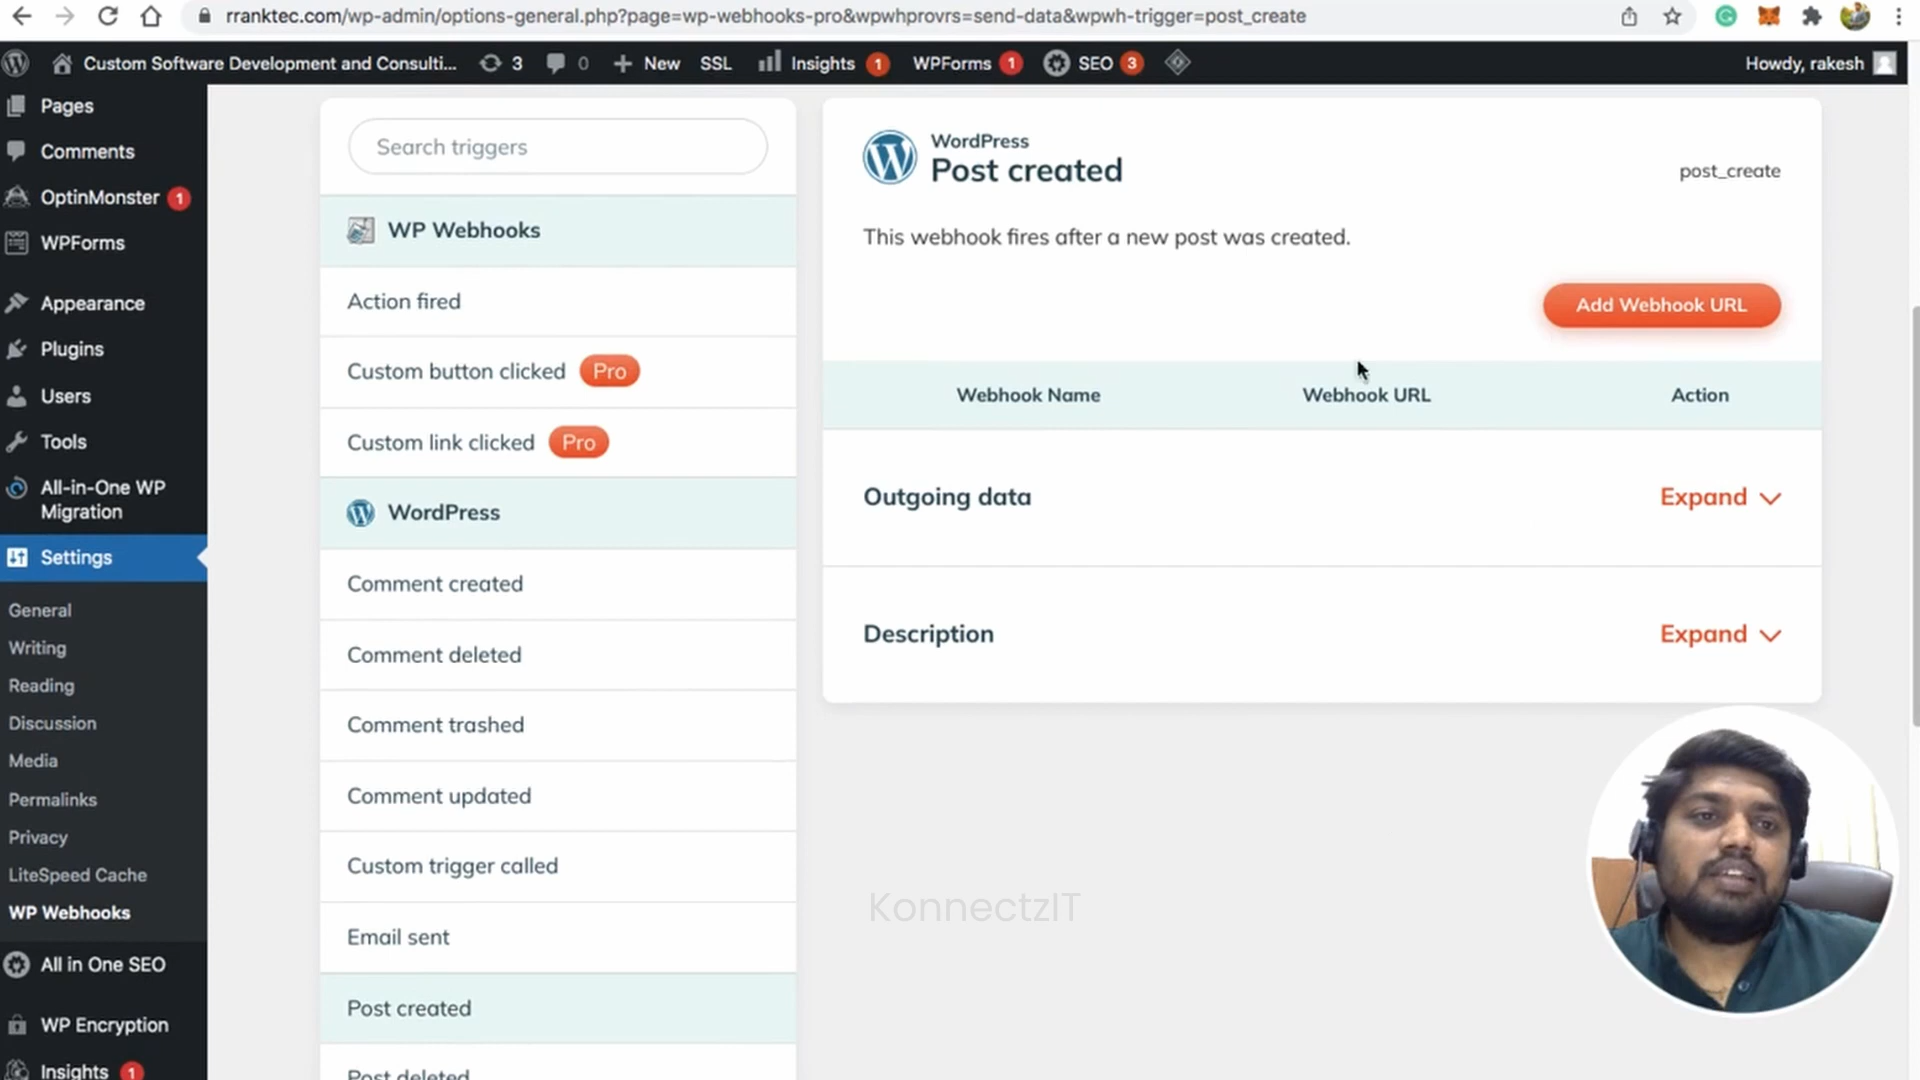 rranktec.com/wp-admin/options-general.php?page=wp-webhooks-pro&wpwhprovrs=send-data&wpwh-trigger=post_create
Custom Software Development and Consulti... 3 0 New SSL Insights 1 WPForms 1 SEO 3 Howdy, rakesh
Pages
Comments
OptinMonster 1
WPForms
Appearance
Plugins
Users
Tools
All-in-One WP
Migration
Settings
General
Writing
Reading
Discussion
Media
Permalinks
Privacy
LiteSpeed Cache
WP Webhooks
All in One SEO
WP Encryption
Insights 1
Search triggers
WP Webhooks
Action fired
Custom button clicked Pro
Custom link clicked Pro
WordPress
Comment created
Comment deleted
Comment trashed
Comment updated
Custom trigger called
Email sent
Post created
Post deleted
WordPress
Post created
post_create
This webhook fires after a new post was created.
Add Webhook URL
Webhook Name Webhook URL Action
Outgoing data Expand
Description Expand
KonnectzIT